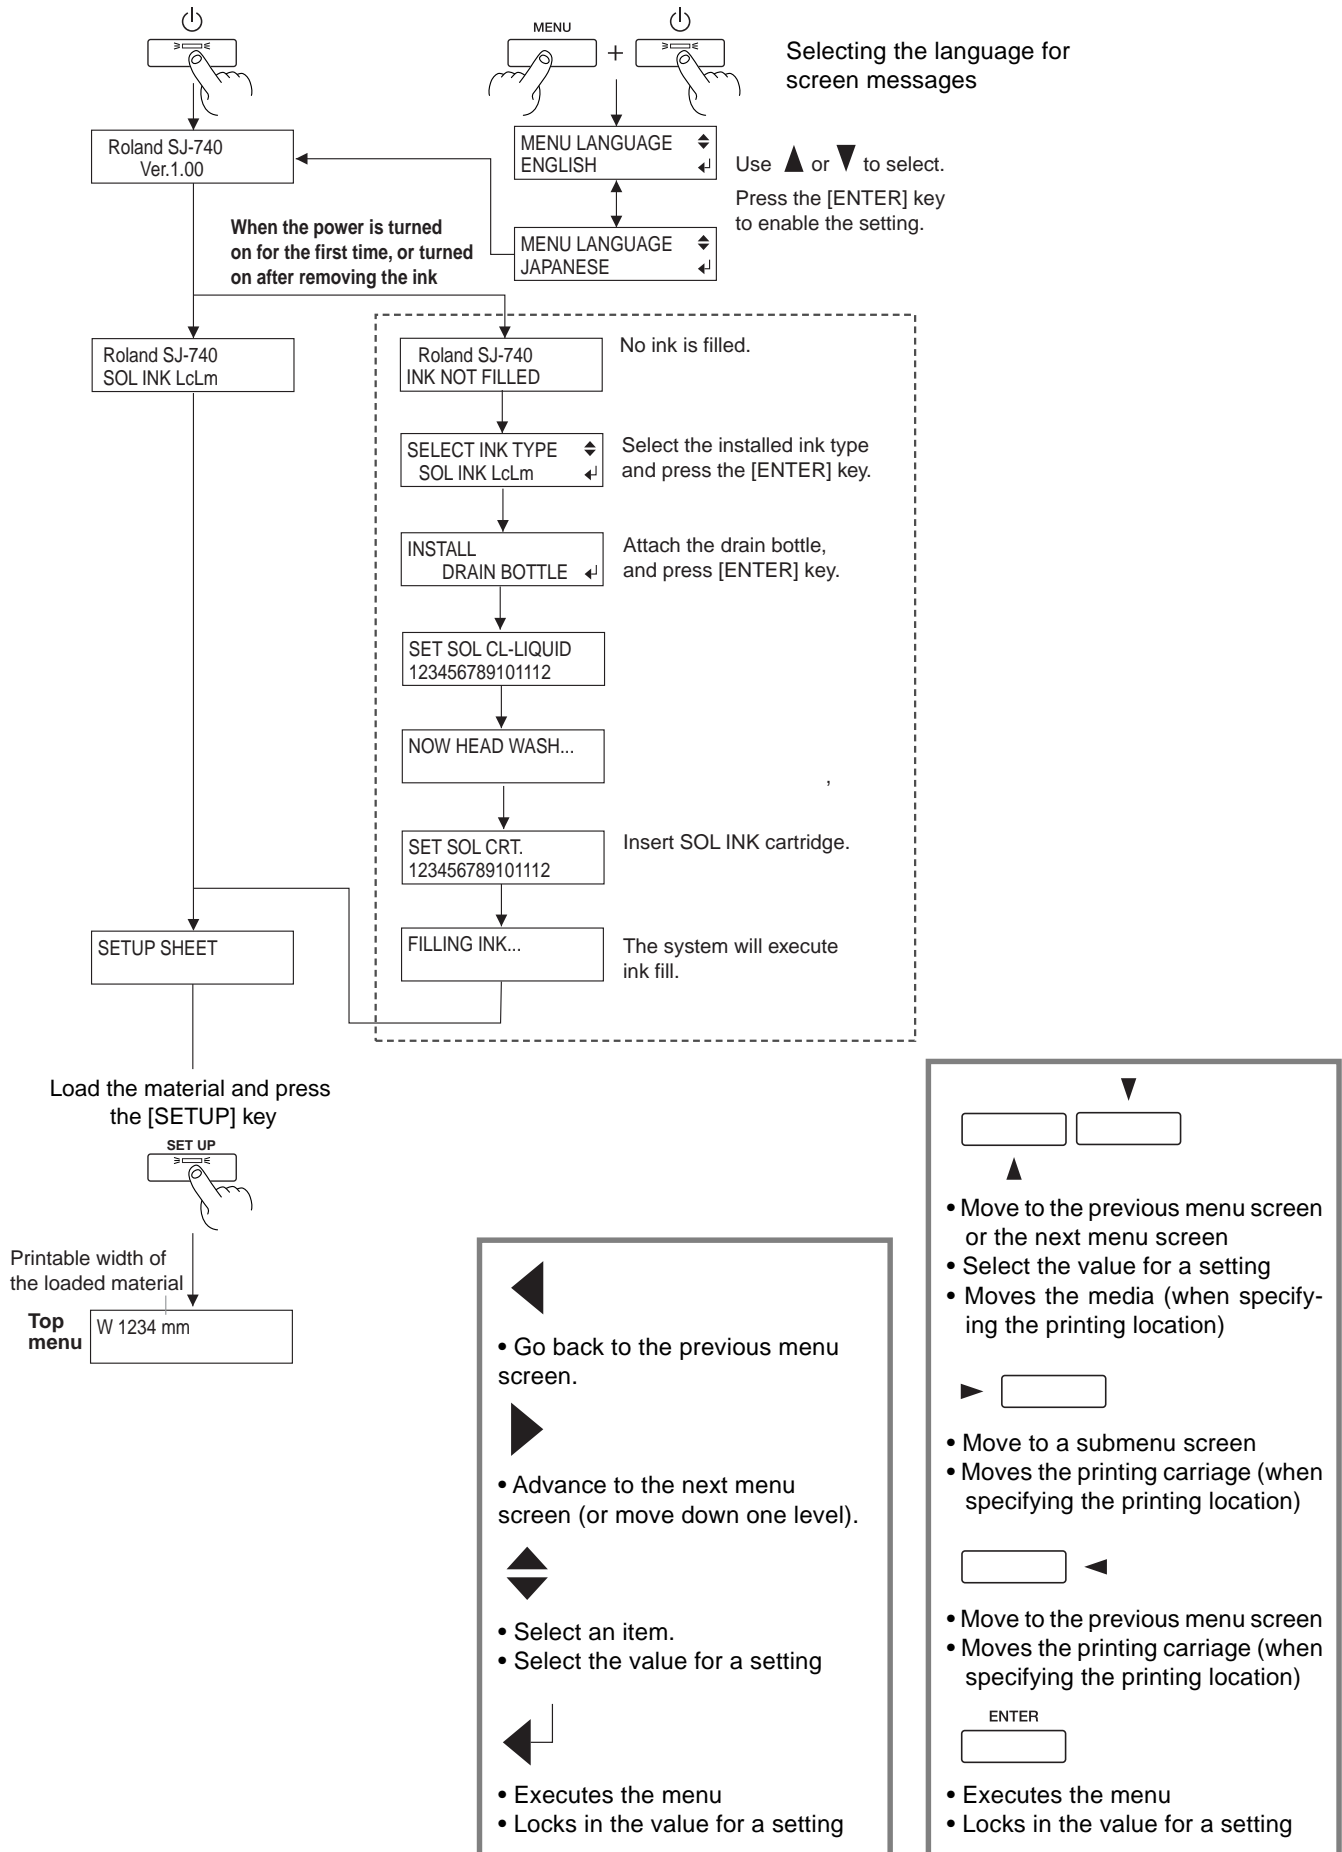 MENU
+
Selecting the language for
screen messages
Roland SJ-740
Ver.1.00
MENU LANGUAGE
ENGLISH
Use ▲ or ▼ to select.
Press the [ENTER] key
to enable the setting.
When the power is turned
on for the first time, or turned
on after removing the ink
MENU LANGUAGE
JAPANESE
Roland SJ-740
SOL INK LcLm
Roland SJ-740
INK NOT FILLED
No ink is filled.
SELECT INK TYPE
SOL INK LcLm
Select the installed ink type
and press the [ENTER] key.
INSTALL
DRAIN BOTTLE
Attach the drain bottle,
and press [ENTER] key.
SET SOL CL-LIQUID
123456789101112
NOW HEAD WASH...
,
SET SOL CRT.
123456789101112
Insert SOL INK cartridge.
SETUP SHEET
FILLING INK...
The system will execute
ink fill.
Load the material and press
the [SETUP] key
SET UP
Printable width of
the loaded material
Top
menu
W 1234 mm
• Go back to the previous menu
screen.
• Advance to the next menu
screen (or move down one level).
• Select an item.
• Select the value for a setting
• Executes the menu
• Locks in the value for a setting
• Move to the previous menu screen
or the next menu screen
• Select the value for a setting
• Moves the media (when specify-
ing the printing location)
• Move to a submenu screen
• Moves the printing carriage (when
specifying the printing location)
• Move to the previous menu screen
• Moves the printing carriage (when
specifying the printing location)
ENTER
• Executes the menu
• Locks in the value for a setting